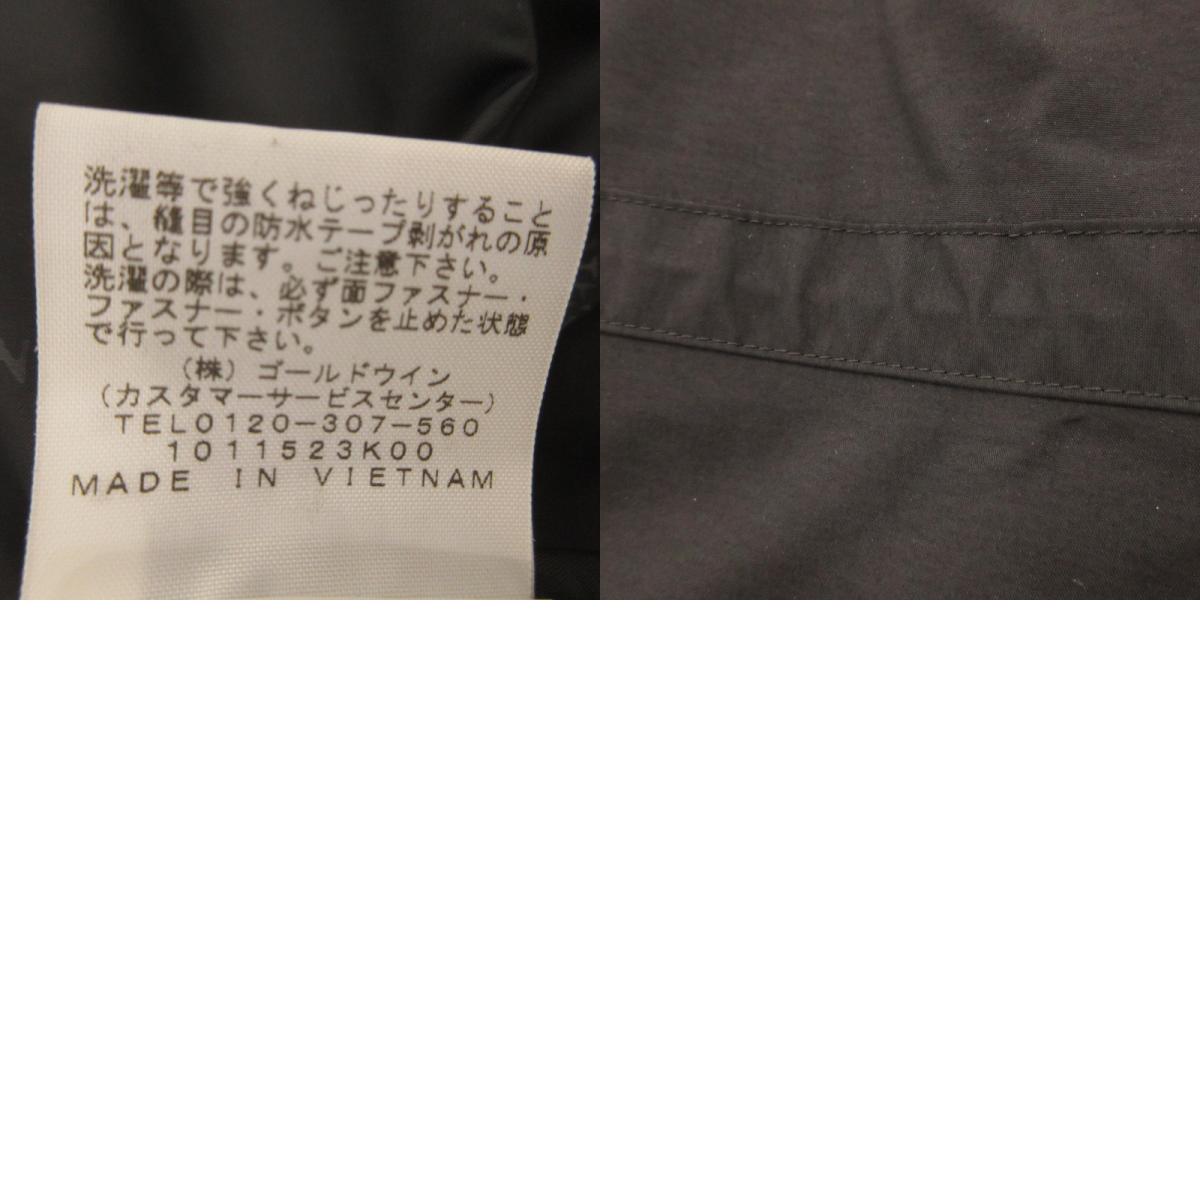 洗濯等で強くねじったりすること
は、縫目の防水テープ剥がれの原
因となります。ご注意下さい。
洗濯の際は、必ず面ファスナー・
ファスナー・ボタンを止めた状態
で行って下さい。
(株)ゴールドウイン
(カスタマーサービスセンター)
TEL0120-307-560
1011523K00
MADE IN VIETNAM